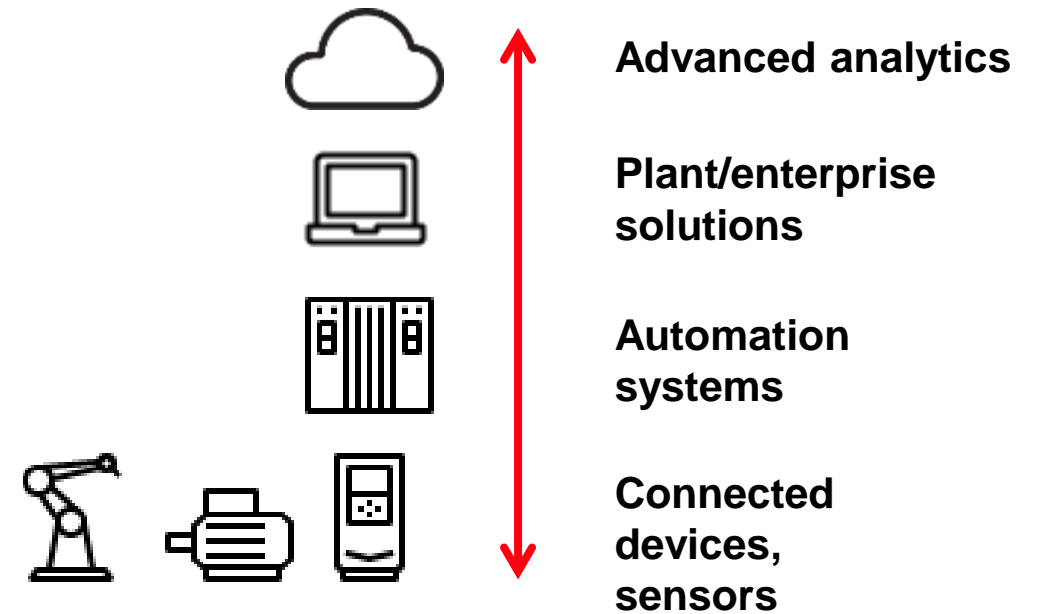 Advanced analytics
Plant/enterprise
solutions
Automation
systems
Connected
devices,
sensors